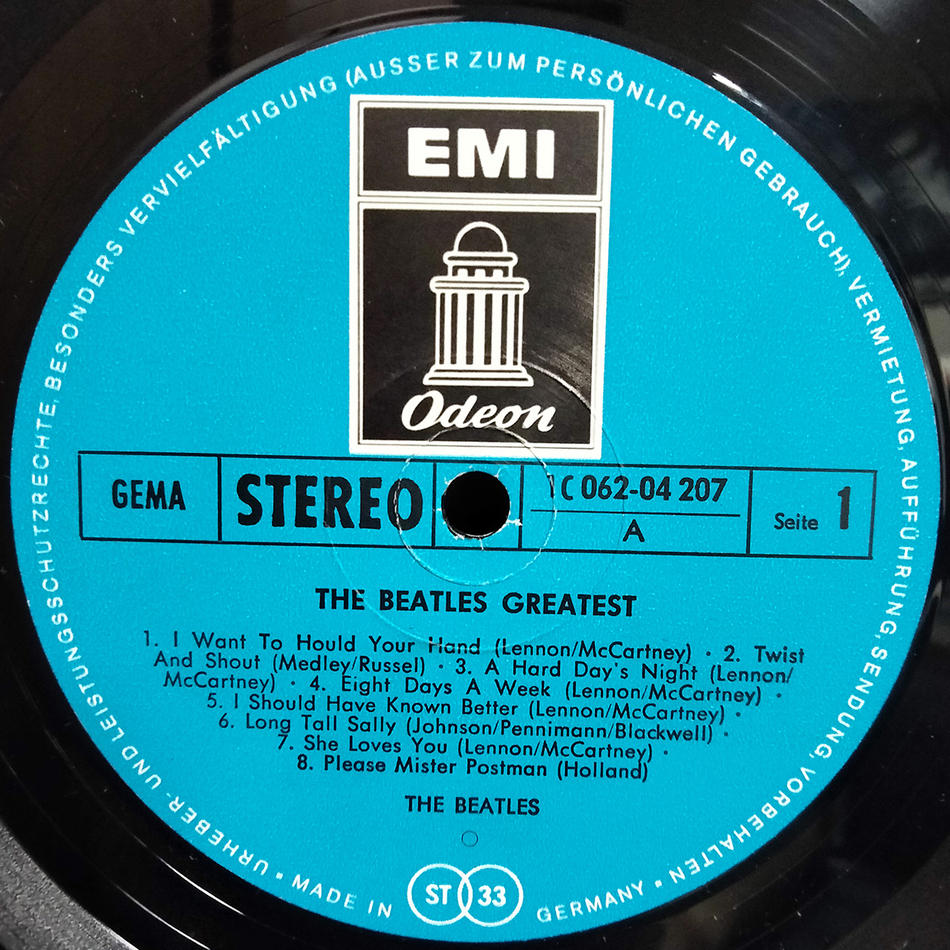 URHEBER- UND LEISTUNGSSCHUTZRECHTE, BESONDERS VERVIELFÄLTIGUNG (AUSSER ZUM PERSÖNLICHEN GEBRAUCH), VERMIETUNG, AUFFÜHRUNG, SENDUNG, VORBEHALTEN
EMI
Odeon
GEMA
STEREO
1C 062-04 207
A
Seite 1
THE BEATLES GREATEST
1. I Want To Hould Your Hand (Lennon/McCartney) · 2. Twist
And Shout (Medley/Russel) · 3. A Hard Day's Night (Lennon/
McCartney) · 4. Eight Days A Week (Lennon/McCartney) ·
5. I Should Have Known Better (Lennon/McCartney) ·
6. Long Tall Sally (Johnson/Pennimann/Blackwell) ·
7. She Loves You (Lennon/McCartney) ·
8. Please Mister Postman (Holland)
THE BEATLES
ST 33
MADE IN GERMANY